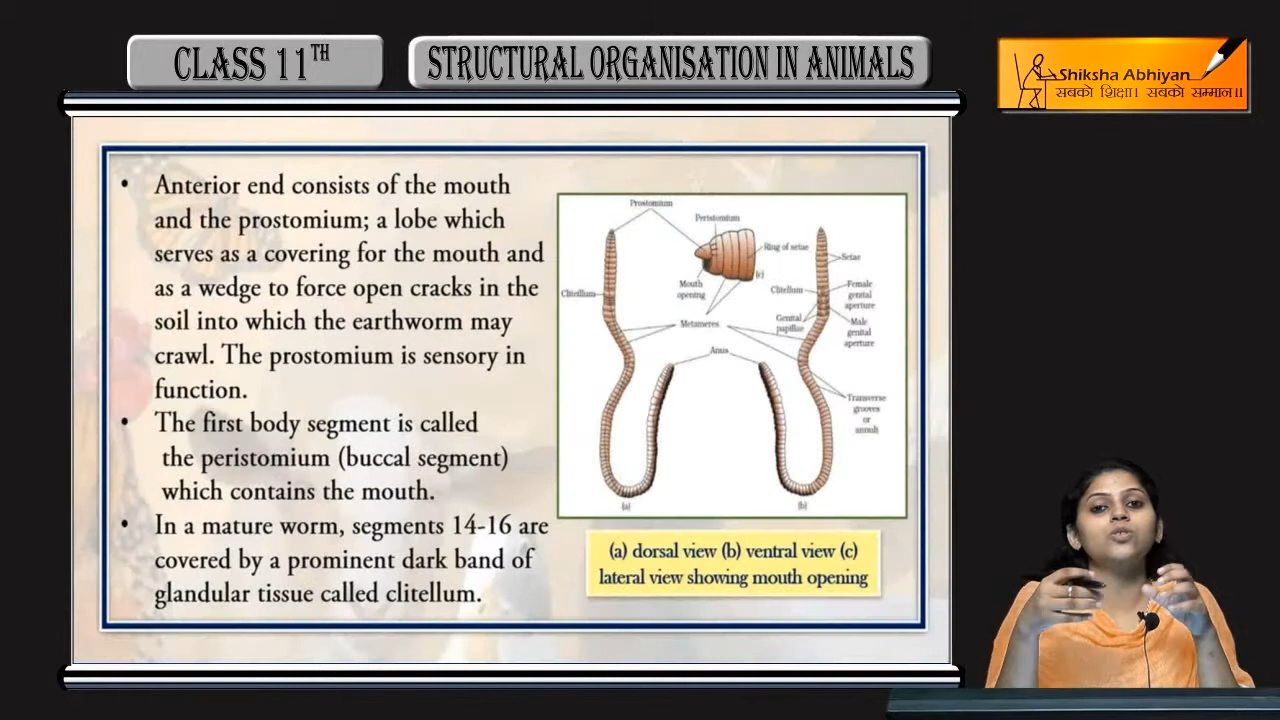 CLASS 11TH
STRUCTURAL ORGANISATION IN ANIMALS
Shiksha Abhiyan
सबको शिक्षा। सबको सम्मान॥
• Anterior end consists of the mouth
and the prostomium; a lobe which
serves as a covering for the mouth and
as a wedge to force open cracks in the
soil into which the earthworm may
crawl. The prostomium is sensory in
function.
• The first body segment is called
the peristomium (buccal segment)
which contains the mouth.
• In a mature worm, segments 14-16 are
covered by a prominent dark band of
glandular tissue called clitellum.
Prostomium
Peristomium
Ring of setae
Setae
(c)
Mouth
opening
Clitellum
Clitellum
Female
genital
aperture
Genital
papillae
Metameres
Male
genital
aperture
Anus
Transverse
grooves
or
annuli
(a)
(b)
(a) dorsal view (b) ventral view (c)
lateral view showing mouth opening